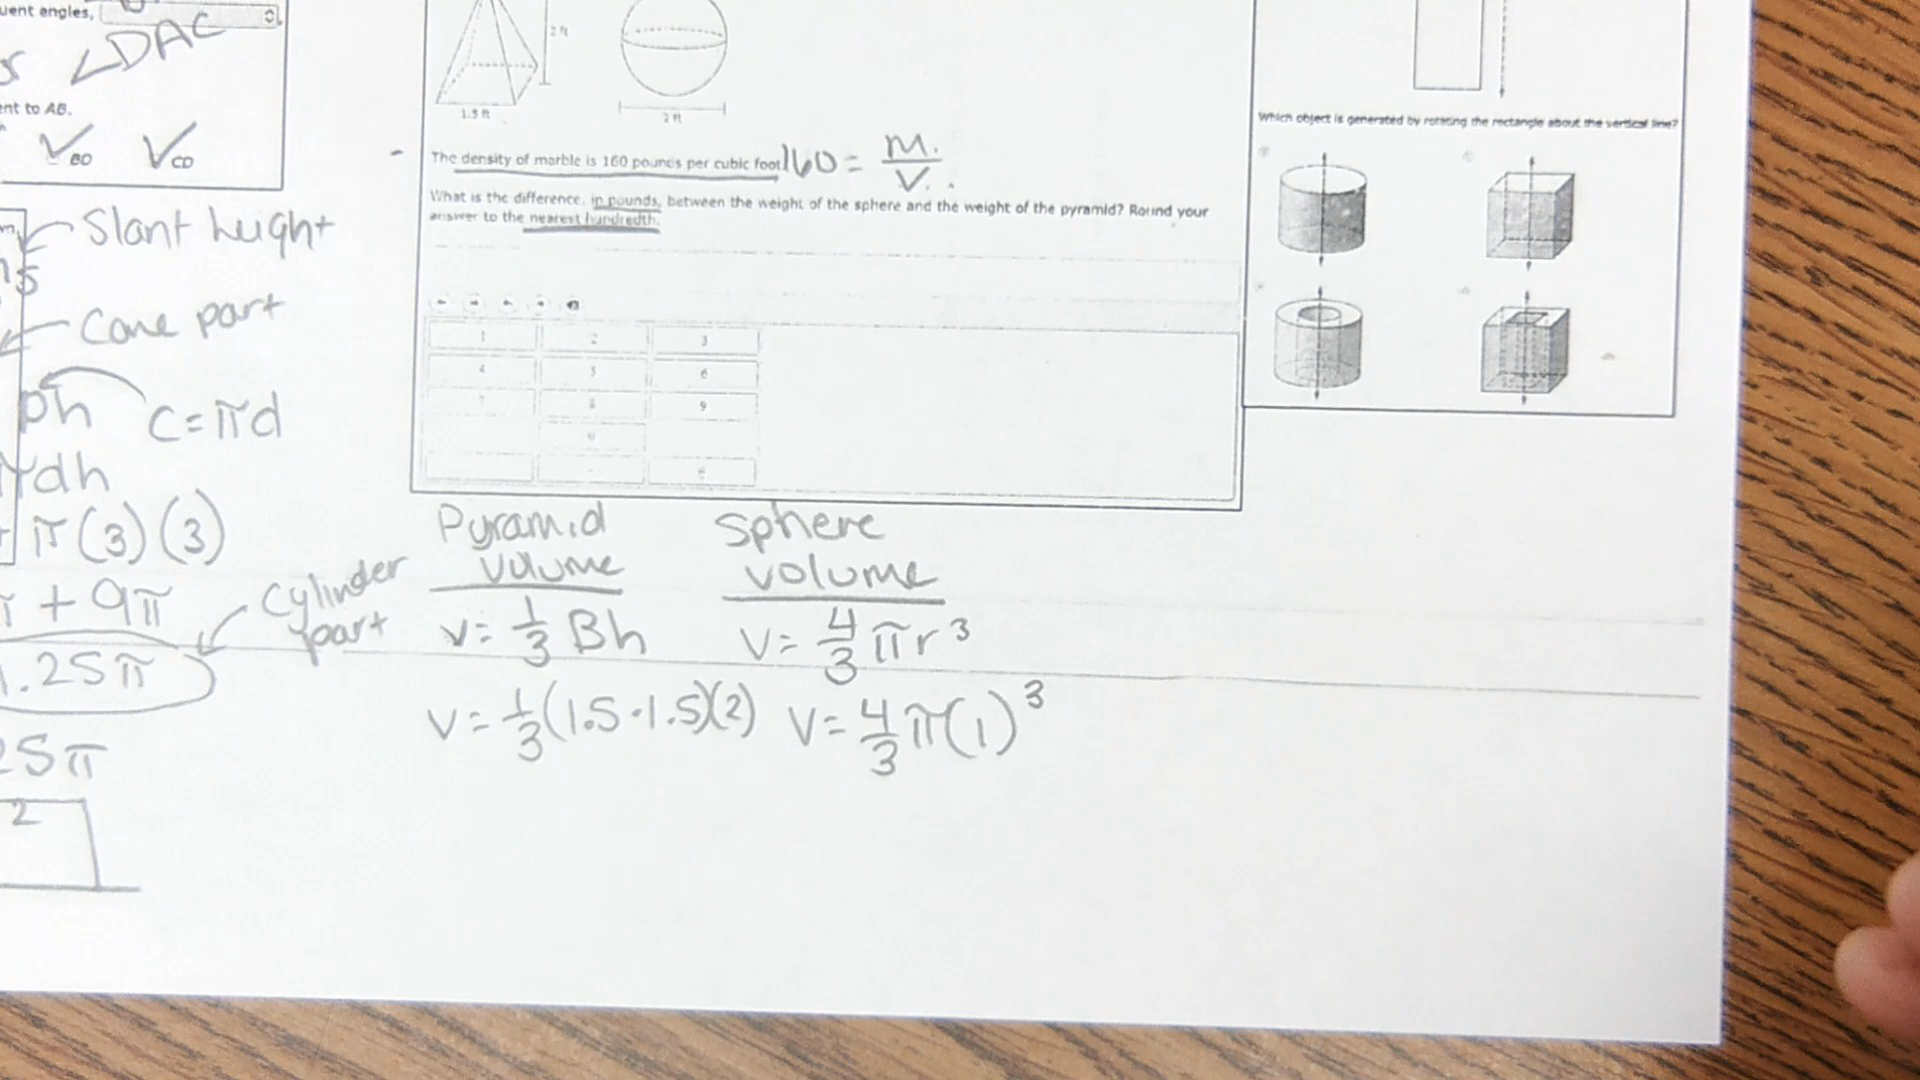 uent angles,
∠DAC
ent to AB.
✓BD ✓CD
Slant height
Cone part
ph C=πd
πdh
π(3)(3)
+ 9π
Cylinder
part
.25π
25π
2
2 ft
1.5 ft
2 ft
The density of marble is 160 pounds per cubic foot. 160 = m/V.
What is the difference, in pounds, between the weight of the sphere and the weight of the pyramid? Round your
answer to the nearest hundredth.
1 2 3
4 5 6
7 8 9
0
Pyramid
Volume
V= 1/3 Bh
V= 1/3(1.5·1.5)(2)
Sphere
volume
V= 4/3 πr³
V= 4/3 π(1)³
Which object is generated by rotating the rectangle about the vertical line?